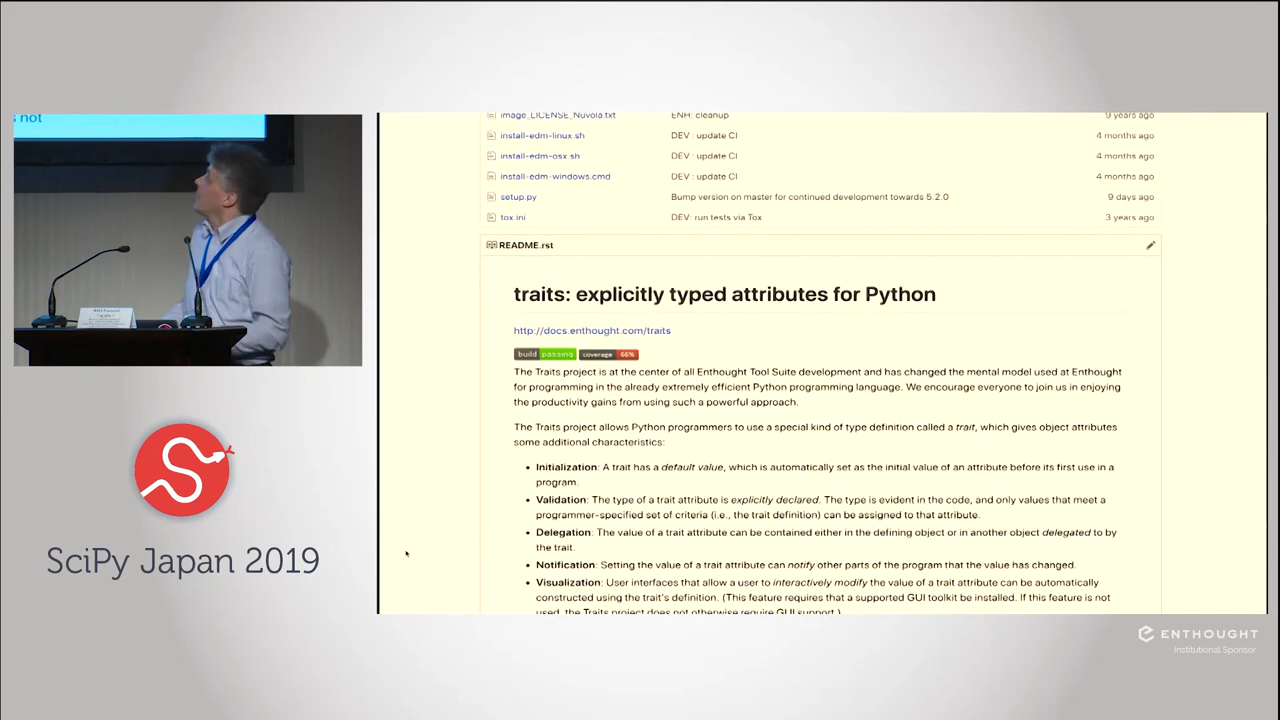 s not
SciPy Japan 2019
image_LICENSE_Nuvola.txt ENH: cleanup 9 years ago
install-edm-linux.sh DEV : update CI 4 months ago
install-edm-osx.sh DEV : update CI 4 months ago
install-edm-windows.cmd DEV : update CI 4 months ago
setup.py Bump version on master for continued development towards 5.2.0 9 days ago
tox ini DEV: run tests via Tox 3 years ago
README.rst
traits: explicitly typed attributes for Python
http://docs.enthought.com/traits
build passing coverage 66%
The Traits project is at the center of all Enthought Tool Suite development and has changed the mental model used at Enthought
for programming in the already extremely efficient Python programming language. We encourage everyone to join us in enjoying
the productivity gains from using such a powerful approach.
The Traits project allows Python programmers to use a special kind of type definition called a trait, which gives object attributes
some additional characteristics:
• Initialization: A trait has a default value, which is automatically set as the initial value of an attribute before its first use in a
program.
• Validation: The type of a trait attribute is explicitly declared. The type is evident in the code, and only values that meet a
programmer-specified set of criteria (i.e., the trait definition) can be assigned to that attribute.
• Delegation: The value of a trait attribute can be contained either in the defining object or in another object delegated to by
the trait.
• Notification: Setting the value of a trait attribute can notify other parts of the program that the value has changed.
• Visualization: User interfaces that allow a user to interactively modify the value of a trait attribute can be automatically
constructed using the trait's definition. (This feature requires that a supported GUI toolkit be installed. If this feature is not
used, the Traits project does not otherwise require GUI support.)
ENTHOUGHT
Institutional Sponsor